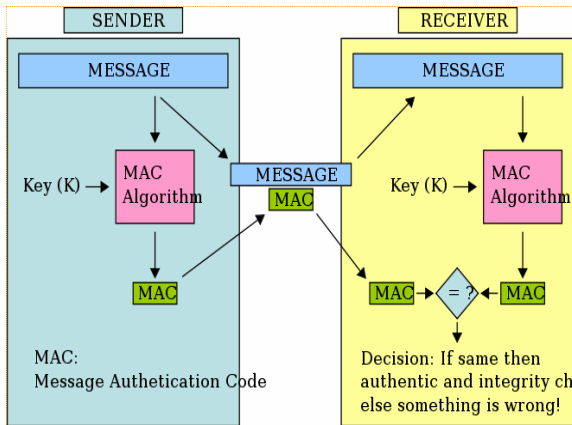 SENDER
RECEIVER
MESSAGE
MESSAGE
Key (K)
MAC
Algorithm
MESSAGE
MAC
Key (K)
MAC
Algorithm
MAC
MAC
= ?
MAC
MAC:
Message Authetication Code
Decision: If same then
authentic and integrity ch
else something is wrong!